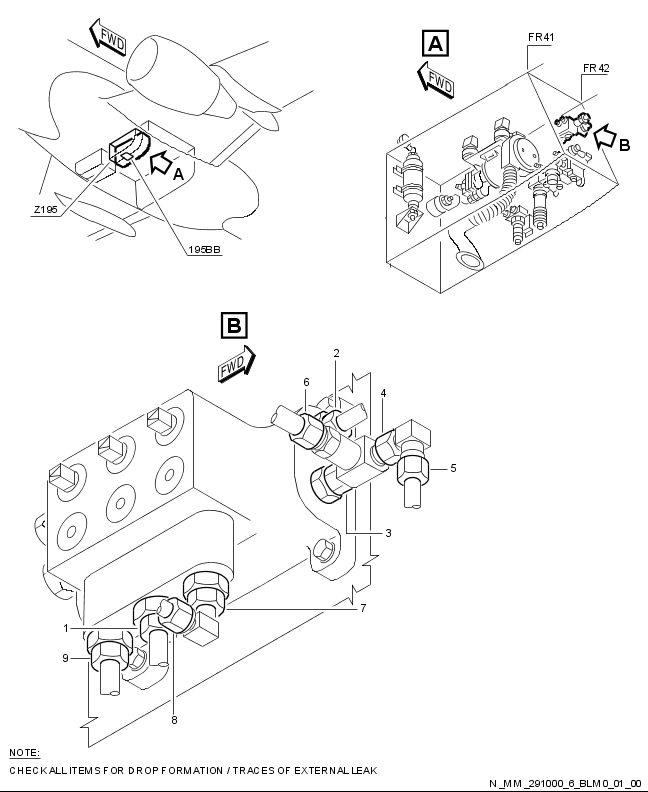 FWD
A
Z195
195BB
A
FWD
FR41
FR42
B
B
FWD
6
2
4
5
3
7
1
9
8
NOTE:
CHECK ALL ITEMS FOR DROP FORMATION / TRACES OF EXTERNAL LEAK
N_MM_291000_6_BLM0_01_00